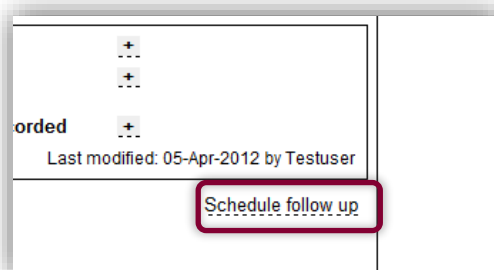 +
+
orded +
Last modified: 05-Apr-2012 by Testuser
Schedule follow up